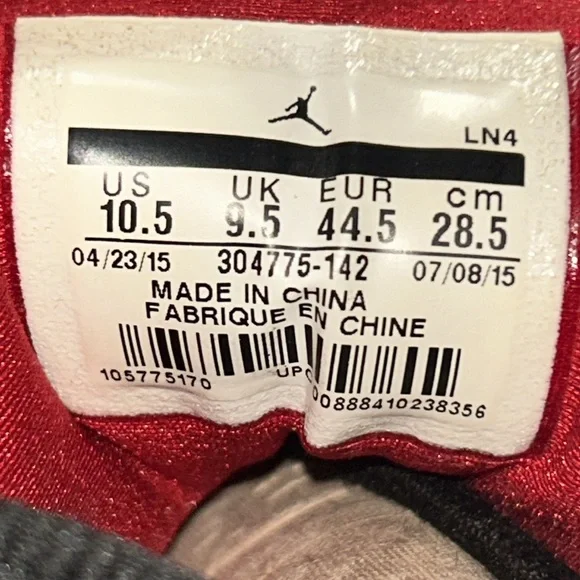 LN4
US UK EUR cm
10.5 9.5 44.5 28.5
04/23/15 304775-142 07/08/15
MADE IN CHINA
FABRIQUE EN CHINE
105775170 UPC 00888410238356